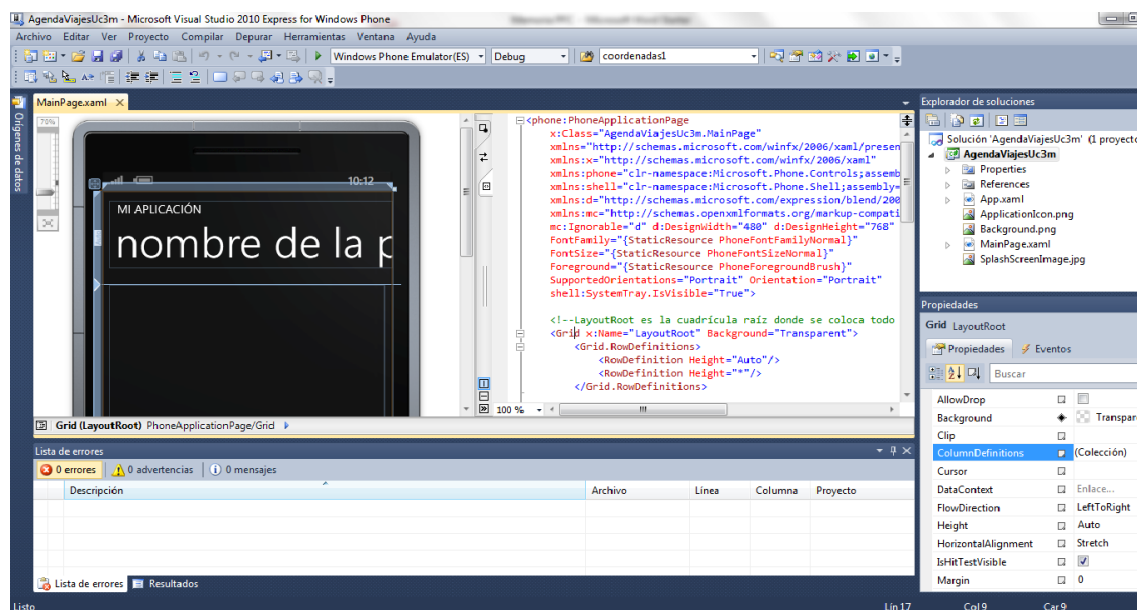 AgendaViajesUc3m - Microsoft Visual Studio 2010 Express for Windows Phone
Archivo Editar Ver Proyecto Compilar Depurar Herramientas Ventana Ayuda
Windows Phone Emulator(ES) Debug coordenadas1
Orígenes de datos
MainPage.xaml
70%
10:12
MI APLICACIÓN
nombre de la p
<phone:PhoneApplicationPage
x:Class="AgendaViajesUc3m.MainPage"
xmlns="http://schemas.microsoft.com/winfx/2006/xaml/presen
xmlns:x="http://schemas.microsoft.com/winfx/2006/xaml"
xmlns:phone="clr-namespace:Microsoft.Phone.Controls;assemb
xmlns:shell="clr-namespace:Microsoft.Phone.Shell;assembly=
xmlns:d="http://schemas.microsoft.com/expression/blend/200
xmlns:mc="http://schemas.openxmlformats.org/markup-compati
mc:Ignorable="d" d:DesignWidth="480" d:DesignHeight="768"
FontFamily="{StaticResource PhoneFontFamilyNormal}"
FontSize="{StaticResource PhoneFontSizeNormal}"
Foreground="{StaticResource PhoneForegroundBrush}"
SupportedOrientations="Portrait" Orientation="Portrait"
shell:SystemTray.IsVisible="True">
<!--LayoutRoot es la cuadrícula raíz donde se coloca todo
<Grid x:Name="LayoutRoot" Background="Transparent">
<Grid.RowDefinitions>
<RowDefinition Height="Auto"/>
<RowDefinition Height="*"/>
</Grid.RowDefinitions>
100 %
Grid (LayoutRoot) PhoneApplicationPage/Grid
Lista de errores
0 errores 0 advertencias 0 mensajes
Descripción Archivo Línea Columna Proyecto
Lista de errores Resultados
Explorador de soluciones
Solución 'AgendaViajesUc3m' (1 proyecto
AgendaViajesUc3m
Properties
References
App.xaml
ApplicationIcon.png
Background.png
MainPage.xaml
SplashScreenImage.jpg
Propiedades
Grid LayoutRoot
Propiedades Eventos
Buscar
AllowDrop
Background Transpar
Clip
ColumnDefinitions (Colección)
Cursor
DataContext Enlace...
FlowDirection LeftToRight
Height Auto
HorizontalAlignment Stretch
IsHitTestVisible
Margin 0
Listo Lín 17 Col 9 Car 9